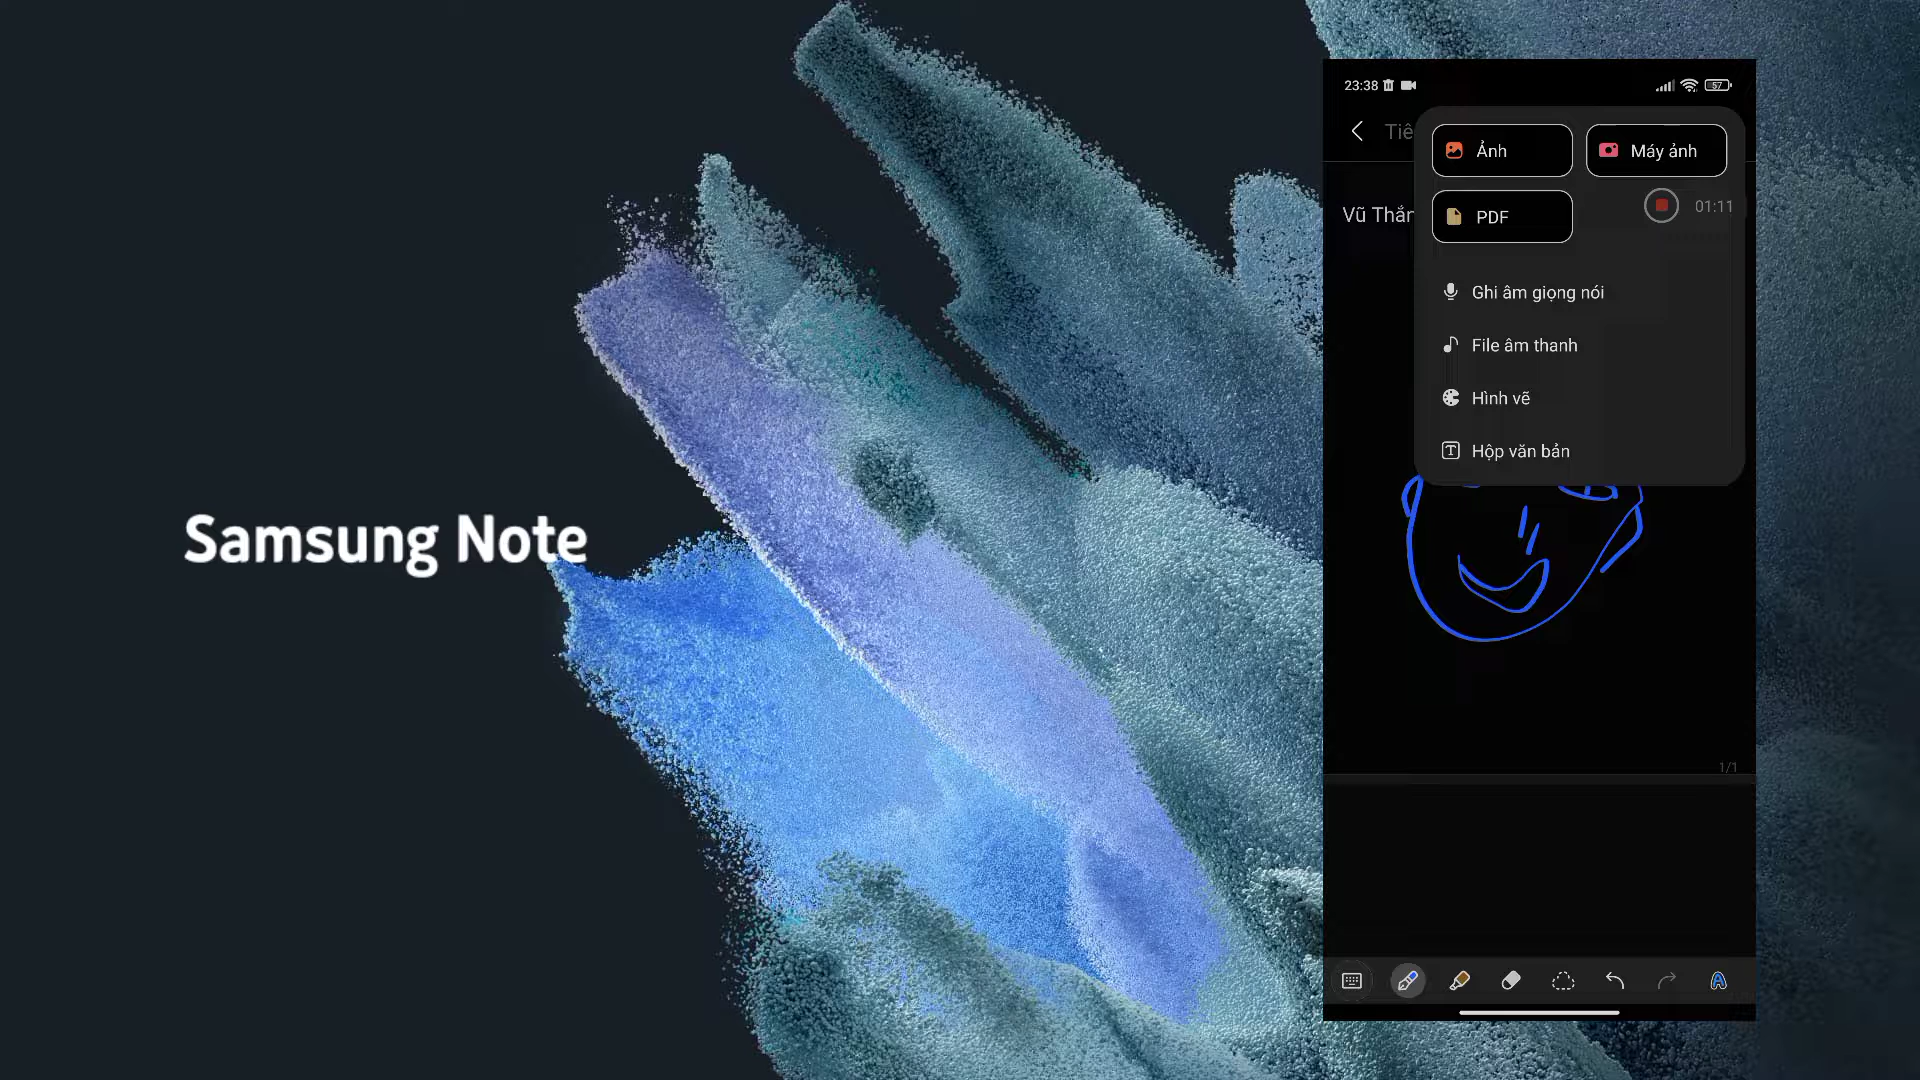 Samsung Note
23:38
57
Tiê
Ảnh
Máy ảnh
Vũ Thắn
PDF
01:11
Ghi âm giọng nói
File âm thanh
Hình vẽ
Hộp văn bản
1/1